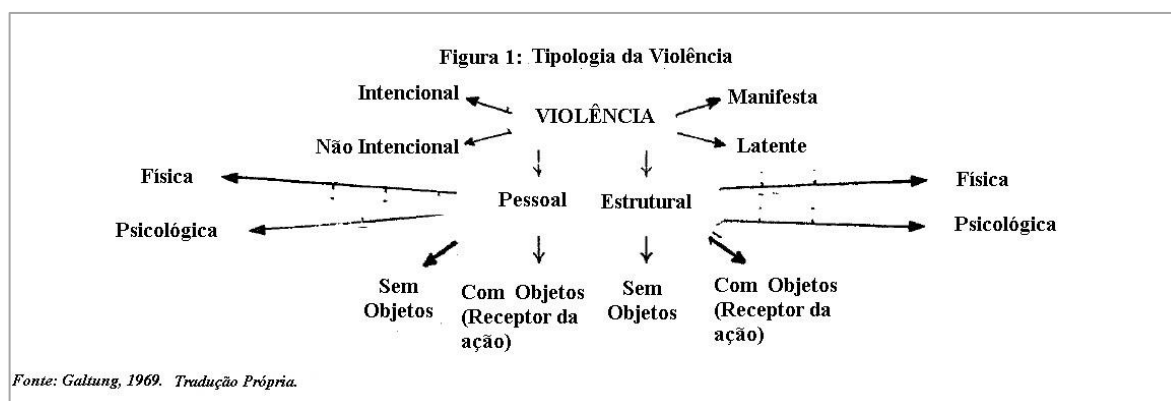 Figura 1: Tipologia da Violência
Intencional
Manifesta
VIOLÊNCIA
Não Intencional
Latente
Física
Física
Pessoal
Estrutural
Psicológica
Psicológica
Sem
Objetos
Com Objetos
(Receptor da
ação)
Sem
Objetos
Com Objetos
(Receptor da
ação)
Fonte: Galtung, 1969. Tradução Própria.